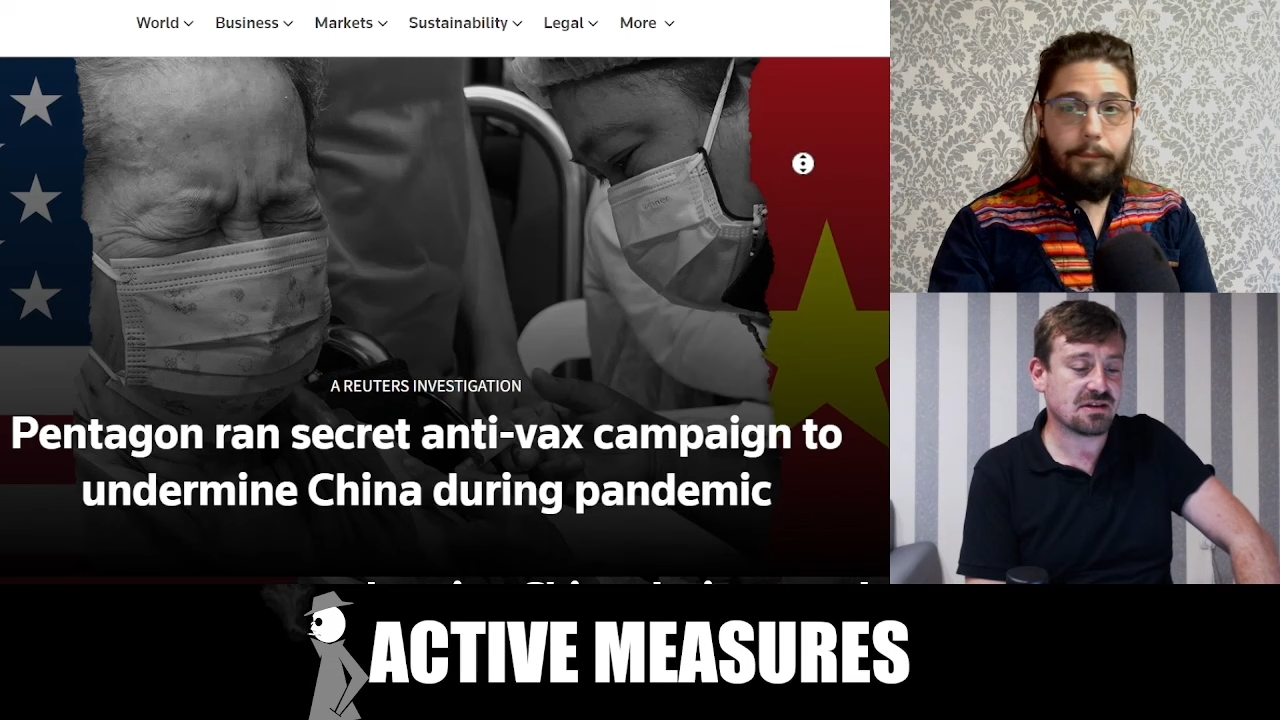 World Business Markets Sustainability Legal More
A REUTERS INVESTIGATION
Pentagon ran secret anti-vax campaign to
undermine China during pandemic
ACTIVE MEASURES